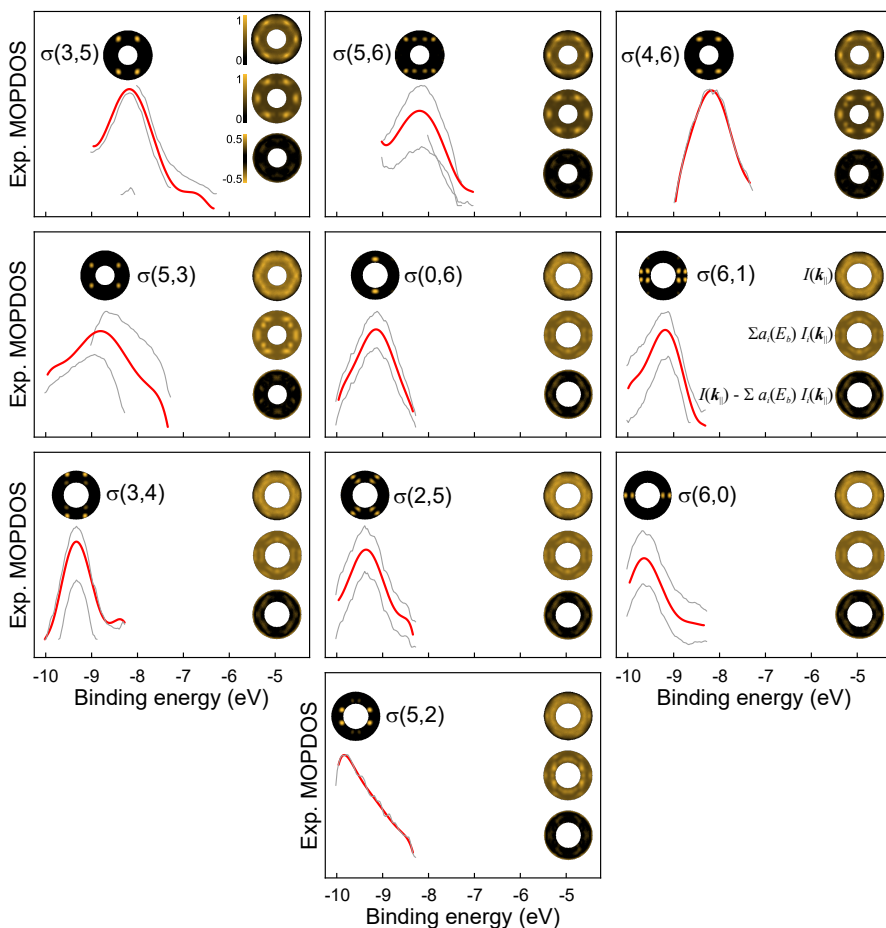 Exp. MOPDOS
σ(3,5)
1
0
1
0
0.5
-0.5
σ(5,6)
σ(4,6)
Exp. MOPDOS
σ(5,3)
σ(0,6)
σ(6,1)
I(k||)
Σaᵢ(E_b) Iᵢ(k||)
I(k||) - Σ aᵢ(E_b) Iᵢ(k||)
Exp. MOPDOS
σ(3,4)
σ(2,5)
σ(6,0)
-10 -9 -8 -7 -6 -5
Binding energy (eV)
-10 -9 -8 -7 -6 -5
Binding energy (eV)
Exp. MOPDOS
σ(5,2)
-10 -9 -8 -7 -6 -5
Binding energy (eV)